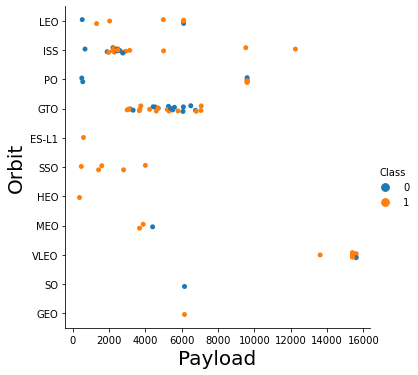 LEO
ISS
PO
GTO
ES-L1
SSO
HEO
MEO
VLEO
SO
GEO
Orbit
0 2000 4000 6000 8000 10000 12000 14000 16000
Payload
Class
0
1